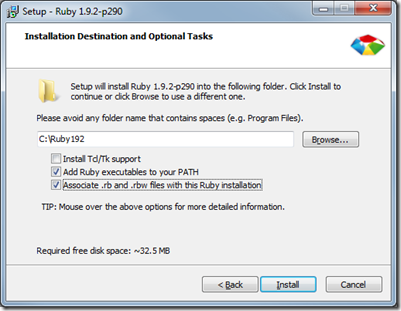 Setup - Ruby 1.9.2-p290
Installation Destination and Optional Tasks
Setup will install Ruby 1.9.2-p290 into the following folder. Click Install to
continue or click Browse to use a different one.
Please avoid any folder name that contains spaces (e.g. Program Files).
C:\Ruby192
Browse...
Install Td/Tk support
Add Ruby executables to your PATH
Associate .rb and .rbw files with this Ruby installation
TIP: Mouse over the above options for more detailed information.
Required free disk space: ~32.5 MB
< Back
Install
Cancel